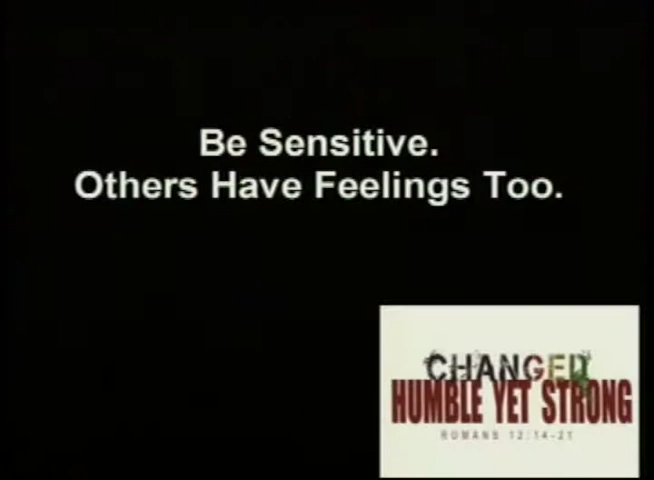 Be Sensitive.
Others Have Feelings Too.
CHANGED
HUMBLE YET STRONG
ROMANS 12:14-21